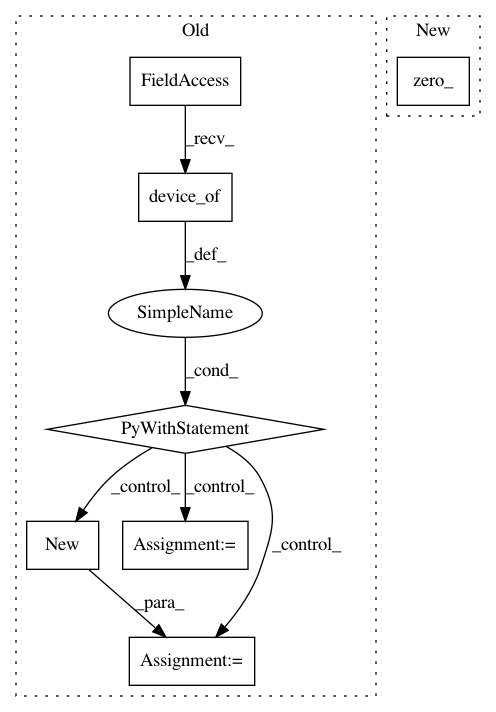 Old
New
FieldAccess
zero_
_recv_
device_of
_def_
SimpleName
_cond_
PyWithStatement
_control_
_control_
_control_
New
Assignment:=
_para_
Assignment:=